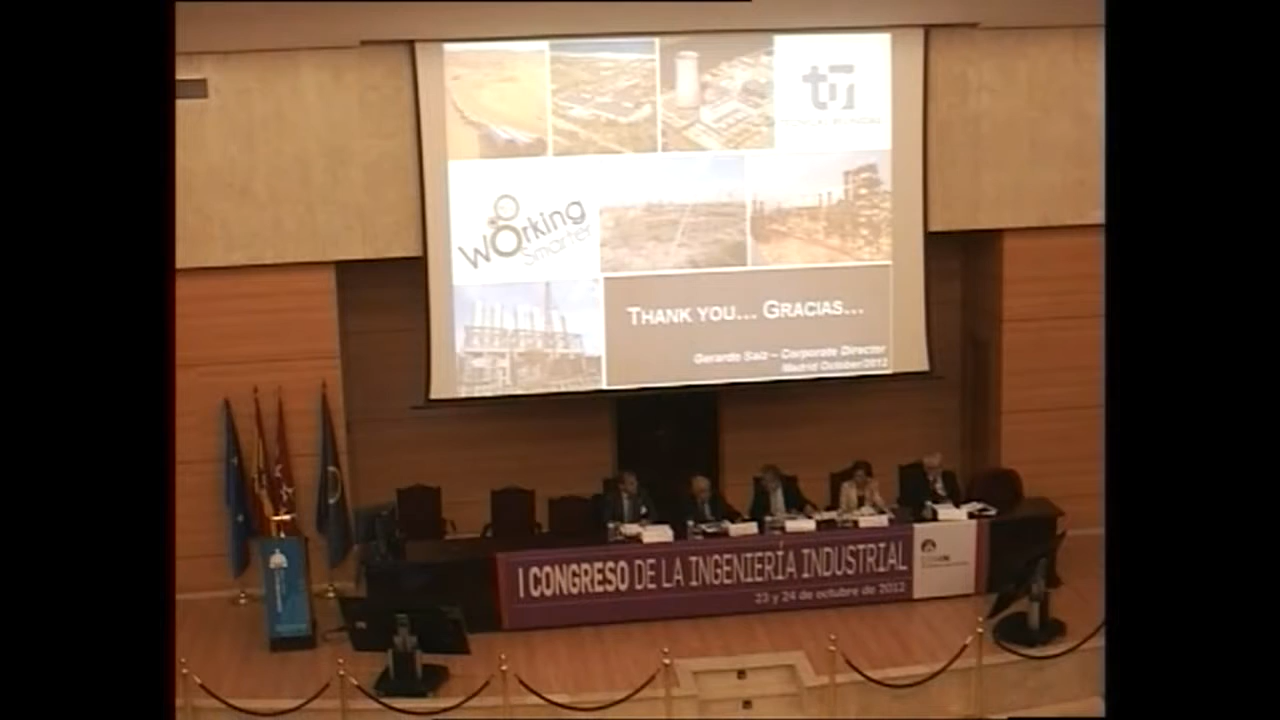 Working
Smarter
THANK YOU... GRACIAS...
Gerardo Saiz – Corporate Director
Madrid October/2012
I CONGRESO DE LA INGENIERÍA INDUSTRIAL
23 y 24 de octubre de 2012